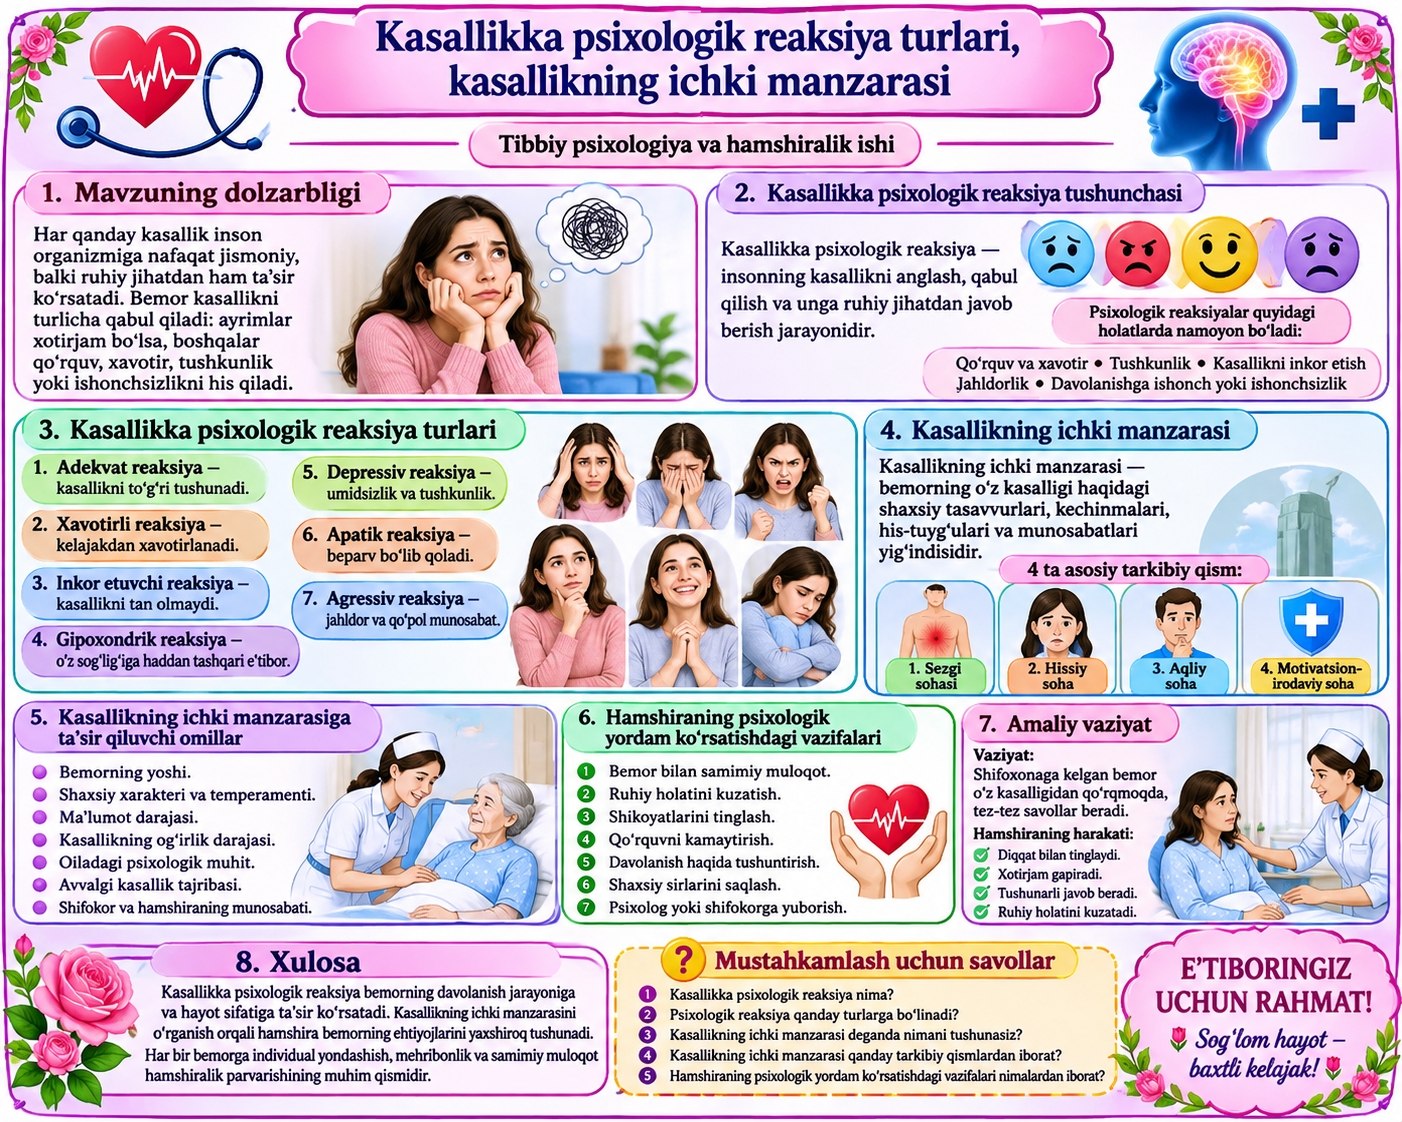 Kasallikka psixologik reaksiya turlari,
kasallikning ichki manzarasi
Tibbiy psixologiya va hamshiralik ishi
1. Mavzuning dolzarbligi
Har qanday kasallik inson
organizmiga nafaqat jismoniy,
balki ruhiy jihatdan ham ta’sir
ko‘rsatadi. Bemor kasallikni
turlicha qabul qiladi: ayrimlar
xotirjam bo‘lsa, boshqalar
qo‘rquv, xavotir, tushkunlik
yoki ishonchsizlikni his qiladi.
2. Kasallikka psixologik reaksiya tushunchasi
Kasallikka psixologik reaksiya —
insonning kasallikni anglash, qabul
qilish va unga ruhiy jihatdan javob
berish jarayonidir.
Psixologik reaksiyalar quyidagi
holatlarda namoyon bo‘ladi:
Qo‘rquv va xavotir • Tushkunlik • Kasallikni inkor etish
Jahldorlik • Davolanishga ishonch yoki ishonchsizlik
3. Kasallikka psixologik reaksiya turlari
1. Adekvat reaksiya –
kasallikni to‘g‘ri tushunadi.
2. Xavotirli reaksiya –
kelajakdan xavotirlanadi.
3. Inkor etuvchi reaksiya –
kasallikni tan olmaydi.
4. Gipoxondrik reaksiya –
o‘z sog‘lig‘iga haddan tashqari e’tibor.
5. Depressiv reaksiya –
umidsizlik va tushkunlik.
6. Apatik reaksiya –
beparv bo‘lib qoladi.
7. Agressiv reaksiya –
jahldor va qo‘pol munosabat.
4. Kasallikning ichki manzarasi
Kasallikning ichki manzarasi —
bemorning o‘z kasalligi haqidagi
shaxsiy tasavvurlari, kechinmalari,
his-tuyg‘ulari va munosabatlari
yig‘indisidir.
4 ta asosiy tarkibiy qism:
1. Sezgi
sohasi
2. Hissiy
soha
3. Aqliy
soha
4. Motivatsion-
irodaviy soha
5. Kasallikning ichki manzarasiga
ta’sir qiluvchi omillar
Bemorning yoshi.
Shaxsiy xarakteri va temperamenti.
Ma’lumot darajasi.
Kasallikning og‘irlik darajasi.
Oiladagi psixologik muhit.
Avvalgi kasallik tajribasi.
Shifokor va hamshiraning munosabati.
6. Hamshiraning psixologik
yordam ko‘rsatishdagi vazifalari
1 Bemor bilan samimiy muloqot.
2 Ruhiy holatini kuzatish.
3 Shikoyatlarini tinglash.
4 Qo‘rquvni kamaytirish.
5 Davolanish haqida tushuntirish.
6 Shaxsiy sirlarini saqlash.
7 Psixolog yoki shifokorga yuborish.
7. Amaliy vaziyat
Vaziyat:
Shifoxonaga kelgan bemor
o‘z kasalligidan qo‘rqmoqda,
tez-tez savollar beradi.
Hamshiraning harakati:
Diqqat bilan tinglaydi.
Xotirjam gapiradi.
Tushunarli javob beradi.
Ruhiy holatini kuzatadi.
8. Xulosa
Kasallikka psixologik reaksiya bemorning davolanish jarayoniga
va hayot sifatiga ta’sir ko‘rsatadi. Kasallikning ichki manzarasini
o‘rganish orqali hamshira bemorning ehtiyojlarini yaxshiroq tushunadi.
Har bir bemorga individual yondashish, mehribonlik va samimiy muloqot
hamshiralik parvarishining muhim qismidir.
? Mustahkamlash uchun savollar
1 Kasallikka psixologik reaksiya nima?
2 Psixologik reaksiya qanday turlarga bo‘linadi?
3 Kasallikning ichki manzarasi deganda nimani tushunasiz?
4 Kasallikning ichki manzarasi qanday tarkibiy qismlardan iborat?
5 Hamshiraning psixologik yordam ko‘rsatishdagi vazifalari nimalardan iborat?
E’TIBORINGIZ
UCHUN RAHMAT!
Sog‘lom hayot –
baxtli kelajak!